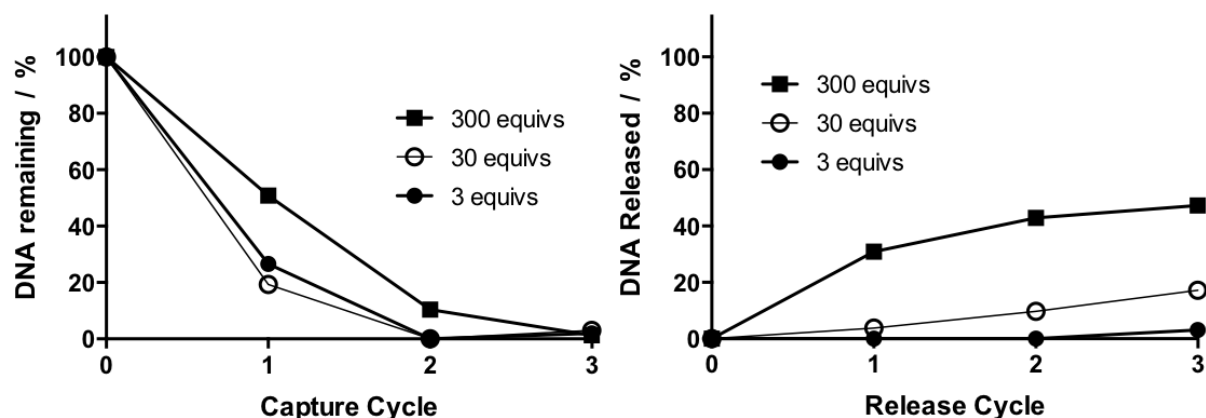 DNA remaining / %
100
80
60
40
20
0
0 1 2 3
Capture Cycle
300 equivs
30 equivs
3 equivs
DNA Released / %
100
80
60
40
20
0
0 1 2 3
Release Cycle
300 equivs
30 equivs
3 equivs